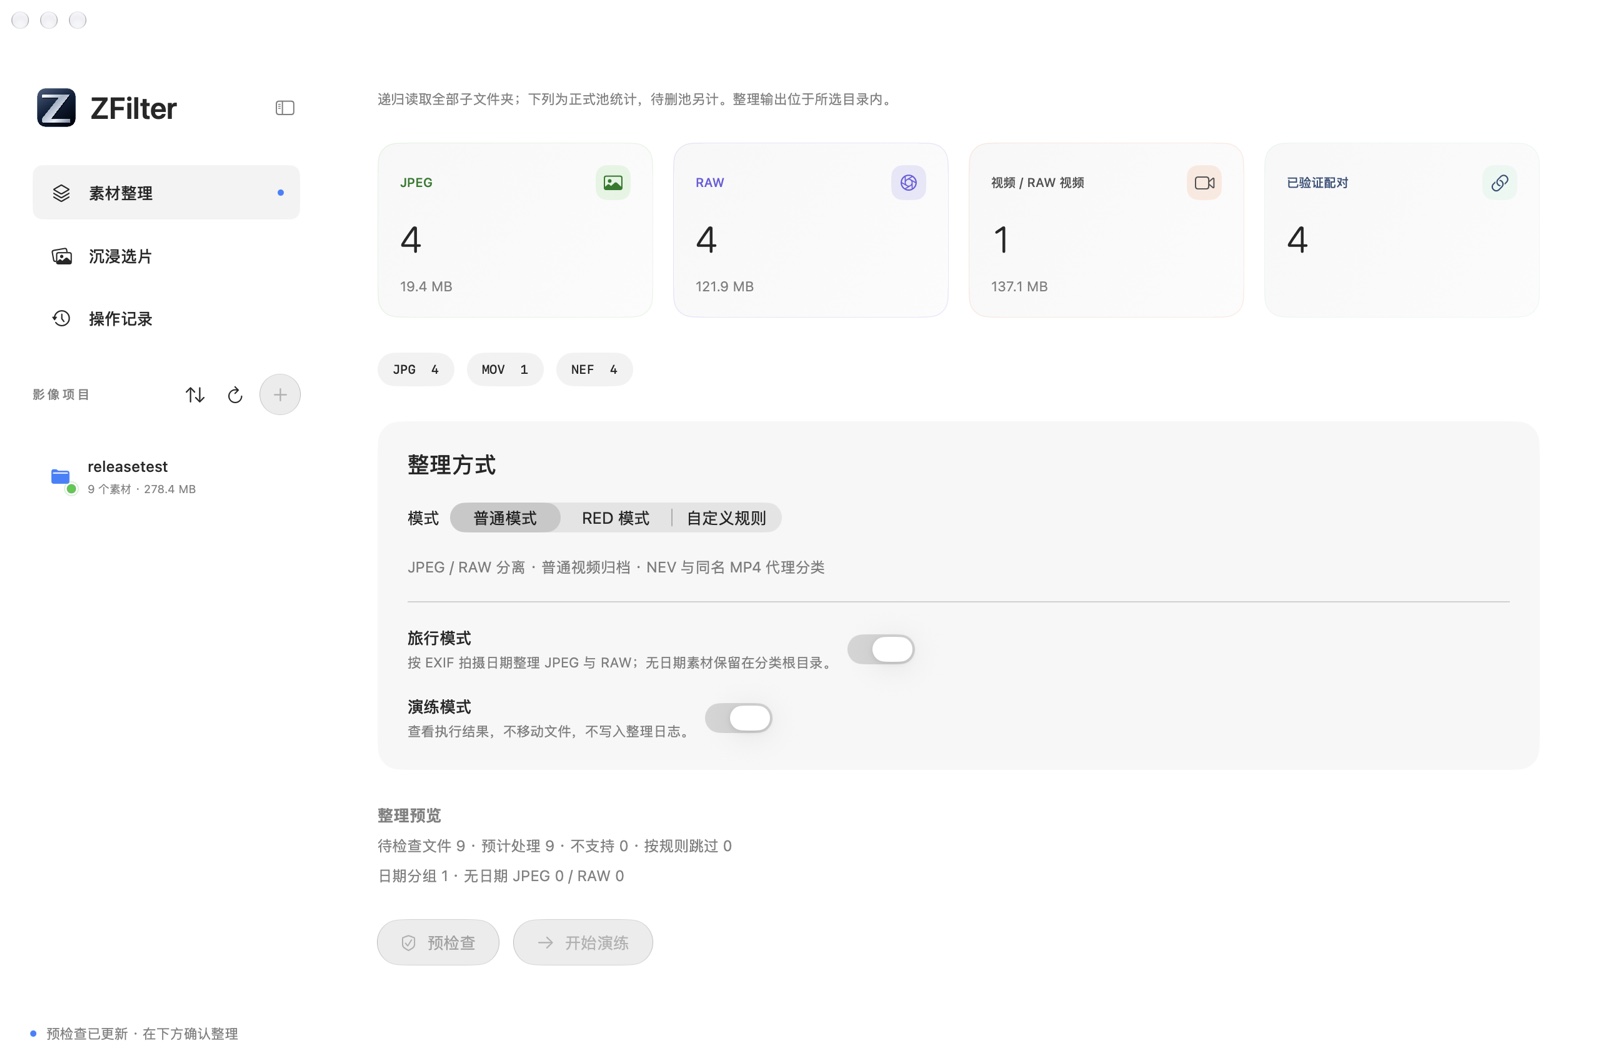 ZFilter
素材整理
沉浸选片
操作记录
影像项目
releasetest
9 个素材 · 278.4 MB
预检查已更新 · 在下方确认整理
递归读取全部子文件夹；下列为正式池统计，待删池另计。整理输出位于所选目录内。
JPEG
4
19.4 MB
RAW
4
121.9 MB
视频 / RAW 视频
1
137.1 MB
已验证配对
4
JPG 4
MOV 1
NEF 4
整理方式
模式 普通模式 RED 模式 自定义规则
JPEG / RAW 分离 · 普通视频归档 · NEV 与同名 MP4 代理分类
旅行模式
按 EXIF 拍摄日期整理 JPEG 与 RAW；无日期素材保留在分类根目录。
演练模式
查看执行结果，不移动文件，不写入整理日志。
整理预览
待检查文件 9 · 预计处理 9 · 不支持 0 · 按规则跳过 0
日期分组 1 · 无日期 JPEG 0 / RAW 0
预检查
开始演练